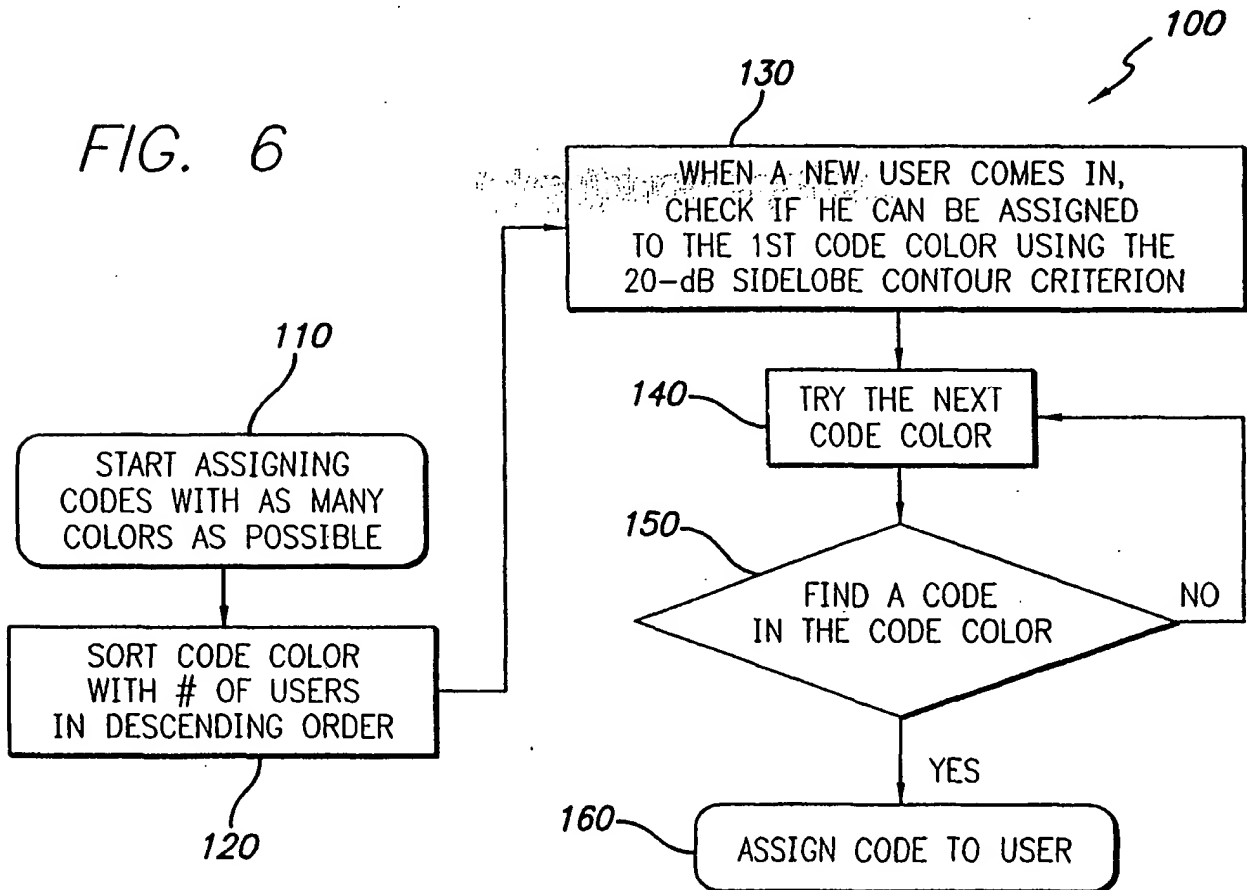 FIG. 6
100
110
START ASSIGNING
CODES WITH AS MANY
COLORS AS POSSIBLE
SORT CODE COLOR
WITH # OF USERS
IN DESCENDING ORDER
120
130
WHEN A NEW USER COMES IN,
CHECK IF HE CAN BE ASSIGNED
TO THE 1ST CODE COLOR USING THE
20-dB SIDELOBE CONTOUR CRITERION
140
TRY THE NEXT
CODE COLOR
150
FIND A CODE
IN THE CODE COLOR
NO
YES
160
ASSIGN CODE TO USER